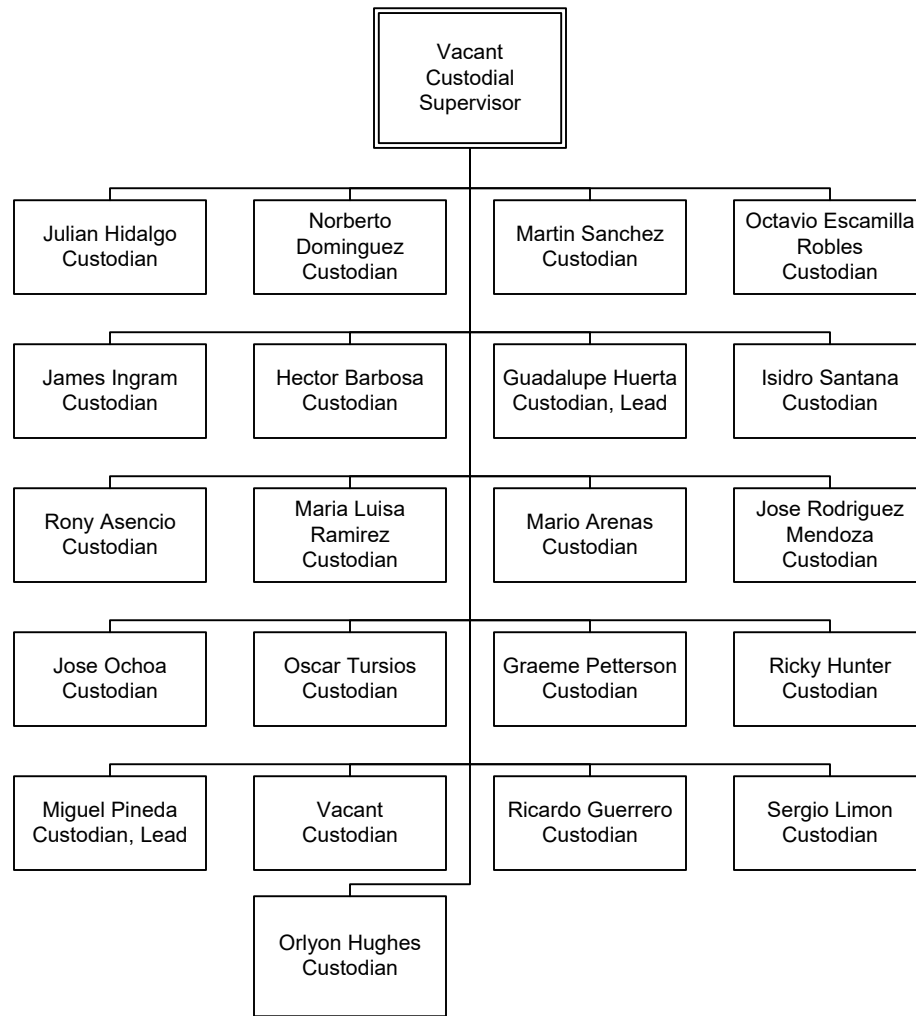 Vacant
Custodial
Supervisor
Julian Hidalgo
Custodian
Norberto
Dominguez
Custodian
Martin Sanchez
Custodian
Octavio Escamilla
Robles
Custodian
James Ingram
Custodian
Hector Barbosa
Custodian
Guadalupe Huerta
Custodian, Lead
Isidro Santana
Custodian
Rony Asencio
Custodian
Maria Luisa
Ramirez
Custodian
Mario Arenas
Custodian
Jose Rodriguez
Mendoza
Custodian
Jose Ochoa
Custodian
Oscar Tursios
Custodian
Graeme Petterson
Custodian
Ricky Hunter
Custodian
Miguel Pineda
Custodian, Lead
Vacant
Custodian
Ricardo Guerrero
Custodian
Sergio Limon
Custodian
Orlyon Hughes
Custodian